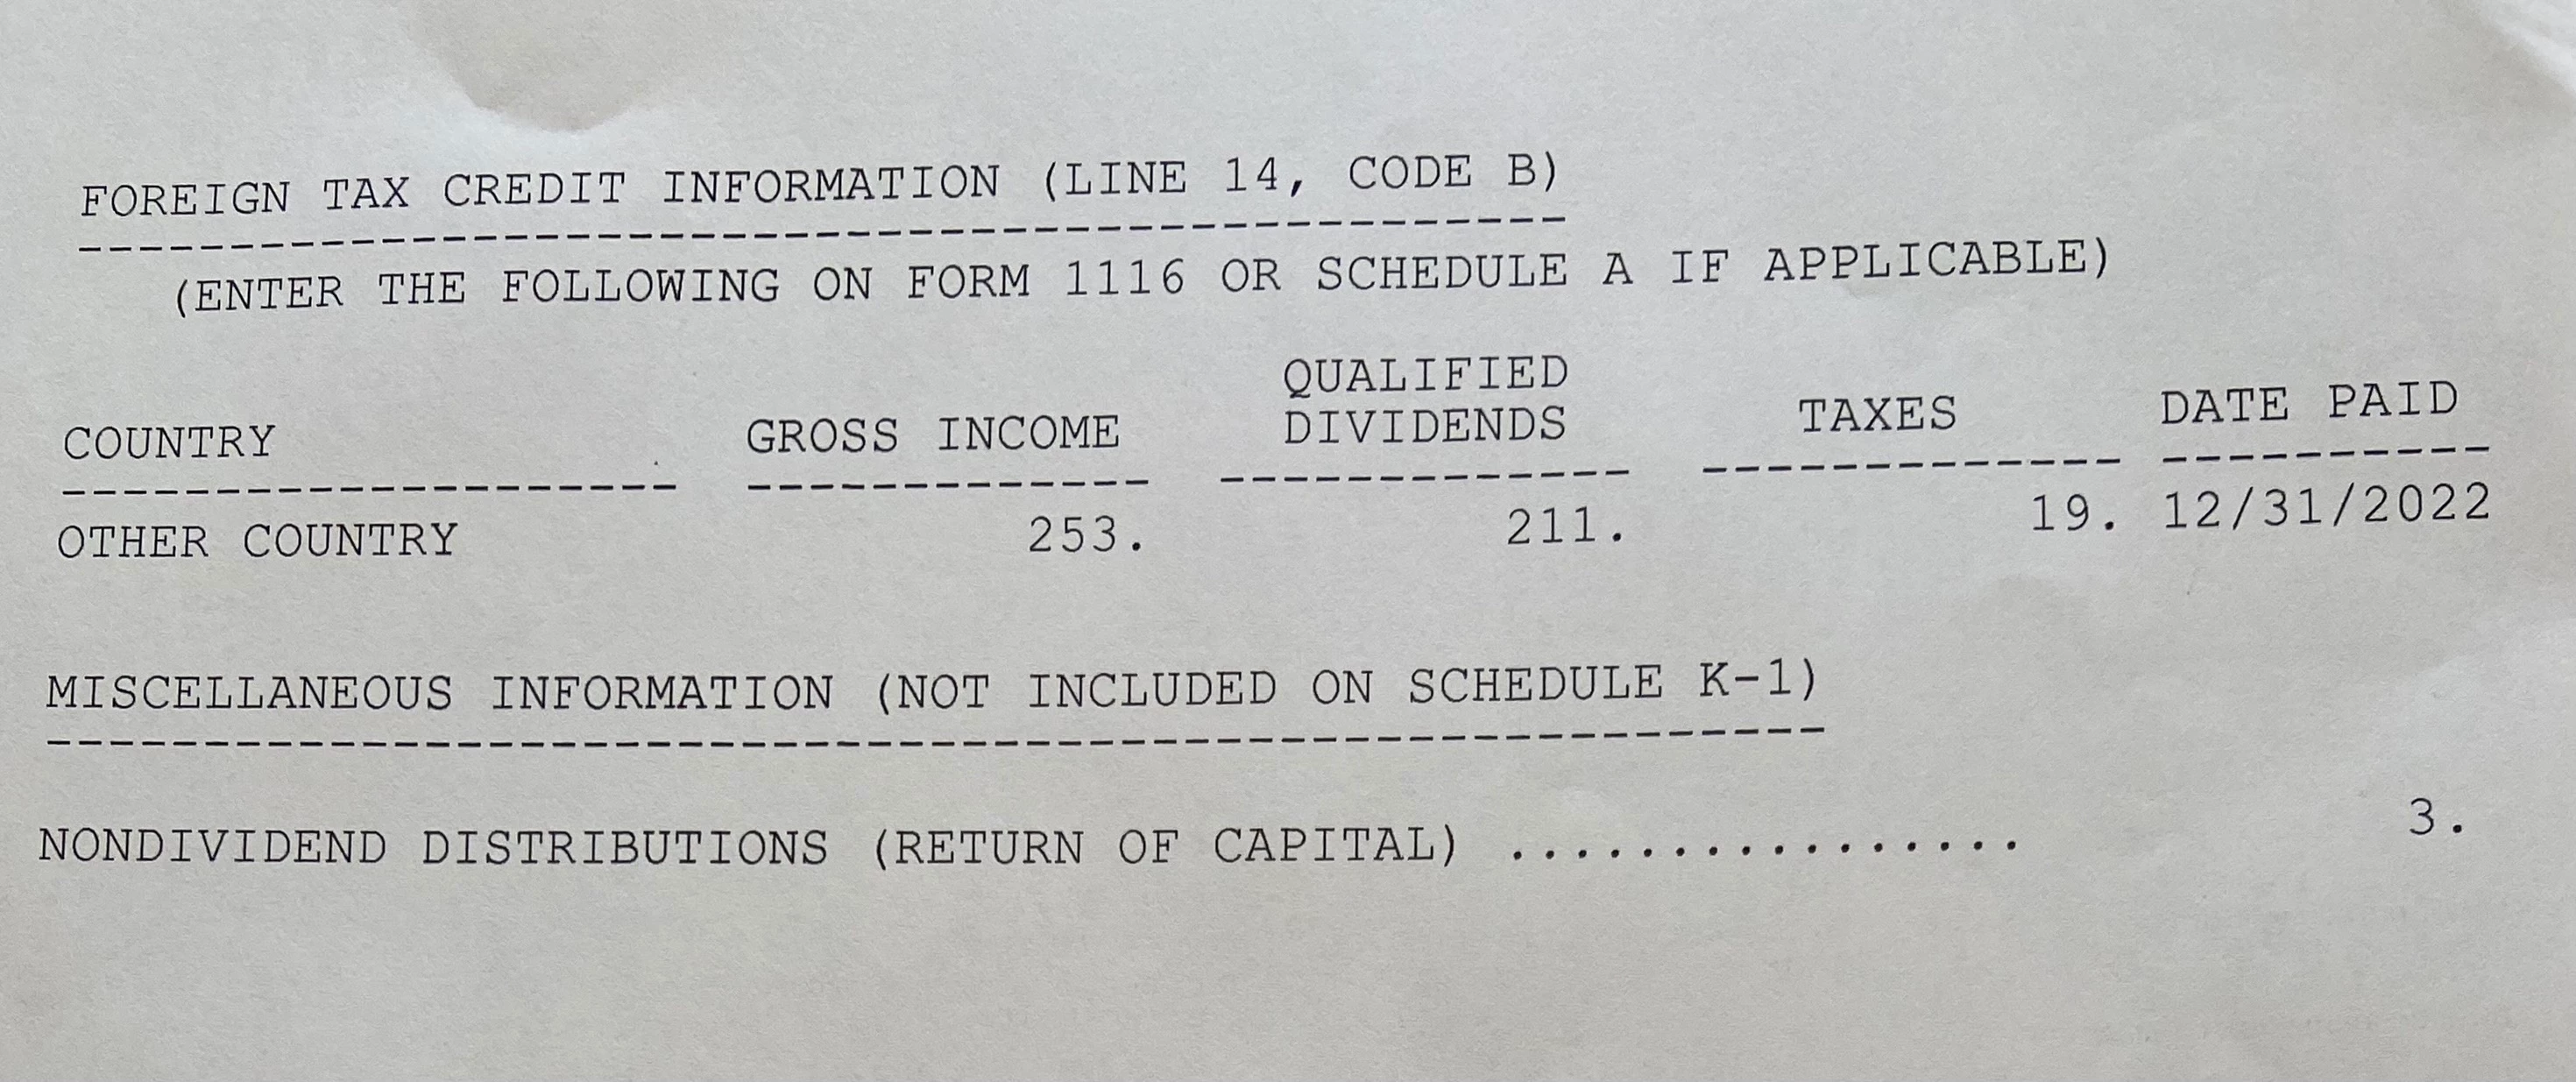 FOREIGN TAX CREDIT INFORMATION (LINE 14, CODE B)
(ENTER THE FOLLOWING ON FORM 1116 OR SCHEDULE A IF APPLICABLE)
QUALIFIED
COUNTRY GROSS INCOME DIVIDENDS TAXES DATE PAID
OTHER COUNTRY 253. 211. 19. 12/31/2022
MISCELLANEOUS INFORMATION (NOT INCLUDED ON SCHEDULE K-1)
NONDIVIDEND DISTRIBUTIONS (RETURN OF CAPITAL) ................ 3.